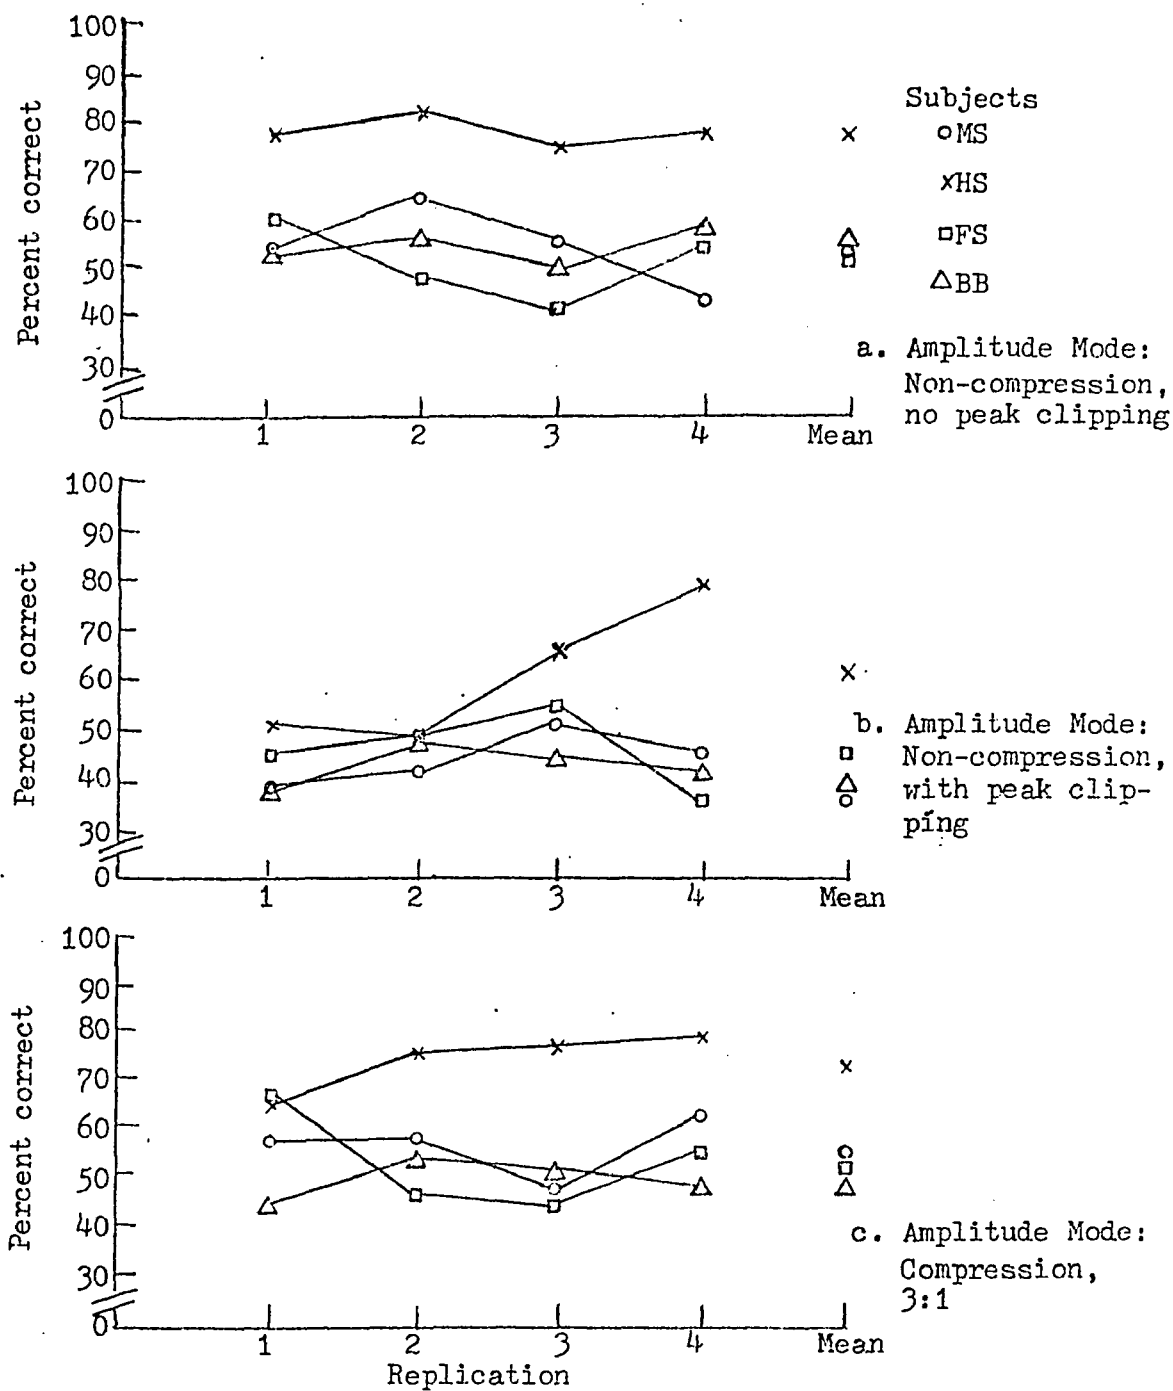 100
90
80
70
60
50
40
30
0
Percent correct
1 2 3 4 Mean
Subjects
MS
HS
FS
BB
a. Amplitude Mode:
Non-compression,
no peak clipping
100
90
80
70
60
50
40
30
0
Percent correct
1 2 3 4 Mean
b. Amplitude Mode:
Non-compression,
with peak clip-
ping
100
90
80
70
60
50
40
30
0
Percent correct
1 2 3 4 Mean
Replication
c. Amplitude Mode:
Compression,
3:1